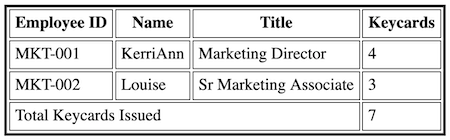 Employee ID Name Title Keycards
MKT-001 KerriAnn Marketing Director 4
MKT-002 Louise Sr Marketing Associate 3
Total Keycards Issued 7